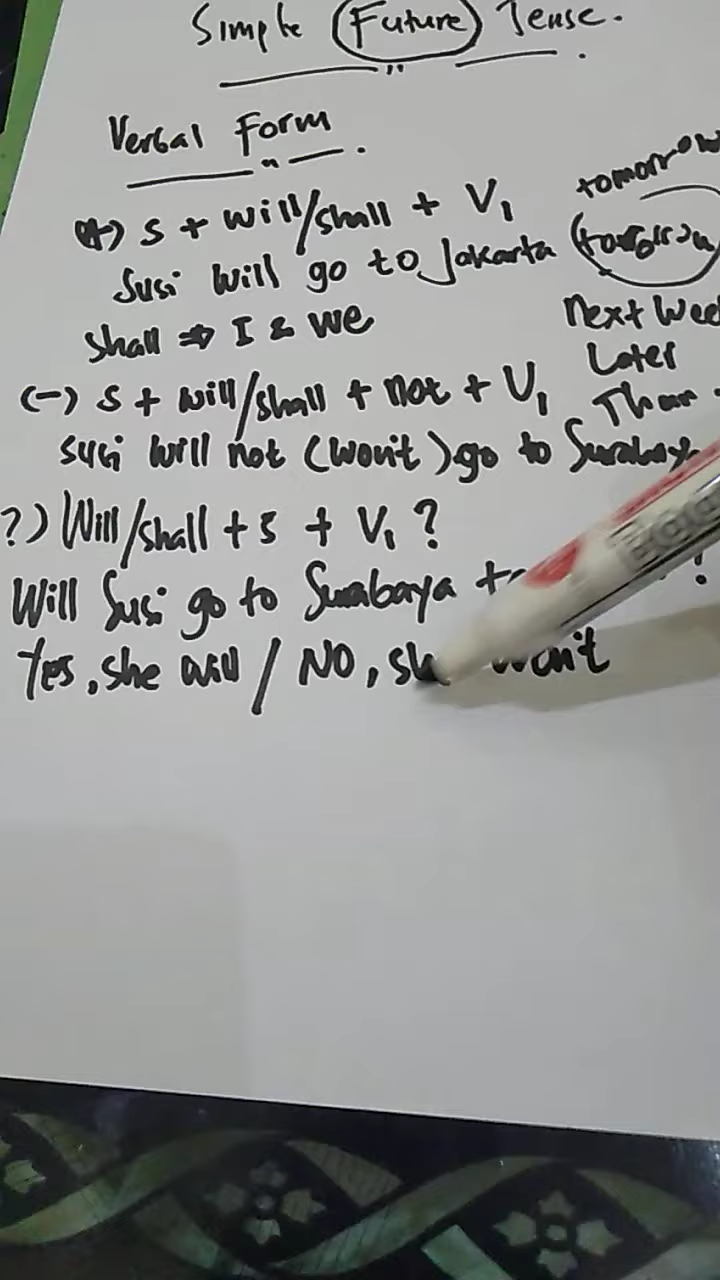 Simple Future Tense.
Verbal Form
(+) S + will/shall + V1
Susi will go to Jakarta
tomorrow
shall ⇒ I & we
Next
Later
(-) S + will/shall + not + V1
susi will not (won't) go to
?) Will/shall + S + V1 ?
Will Susi go to Surabaya ?
Yes, she will / NO, won't